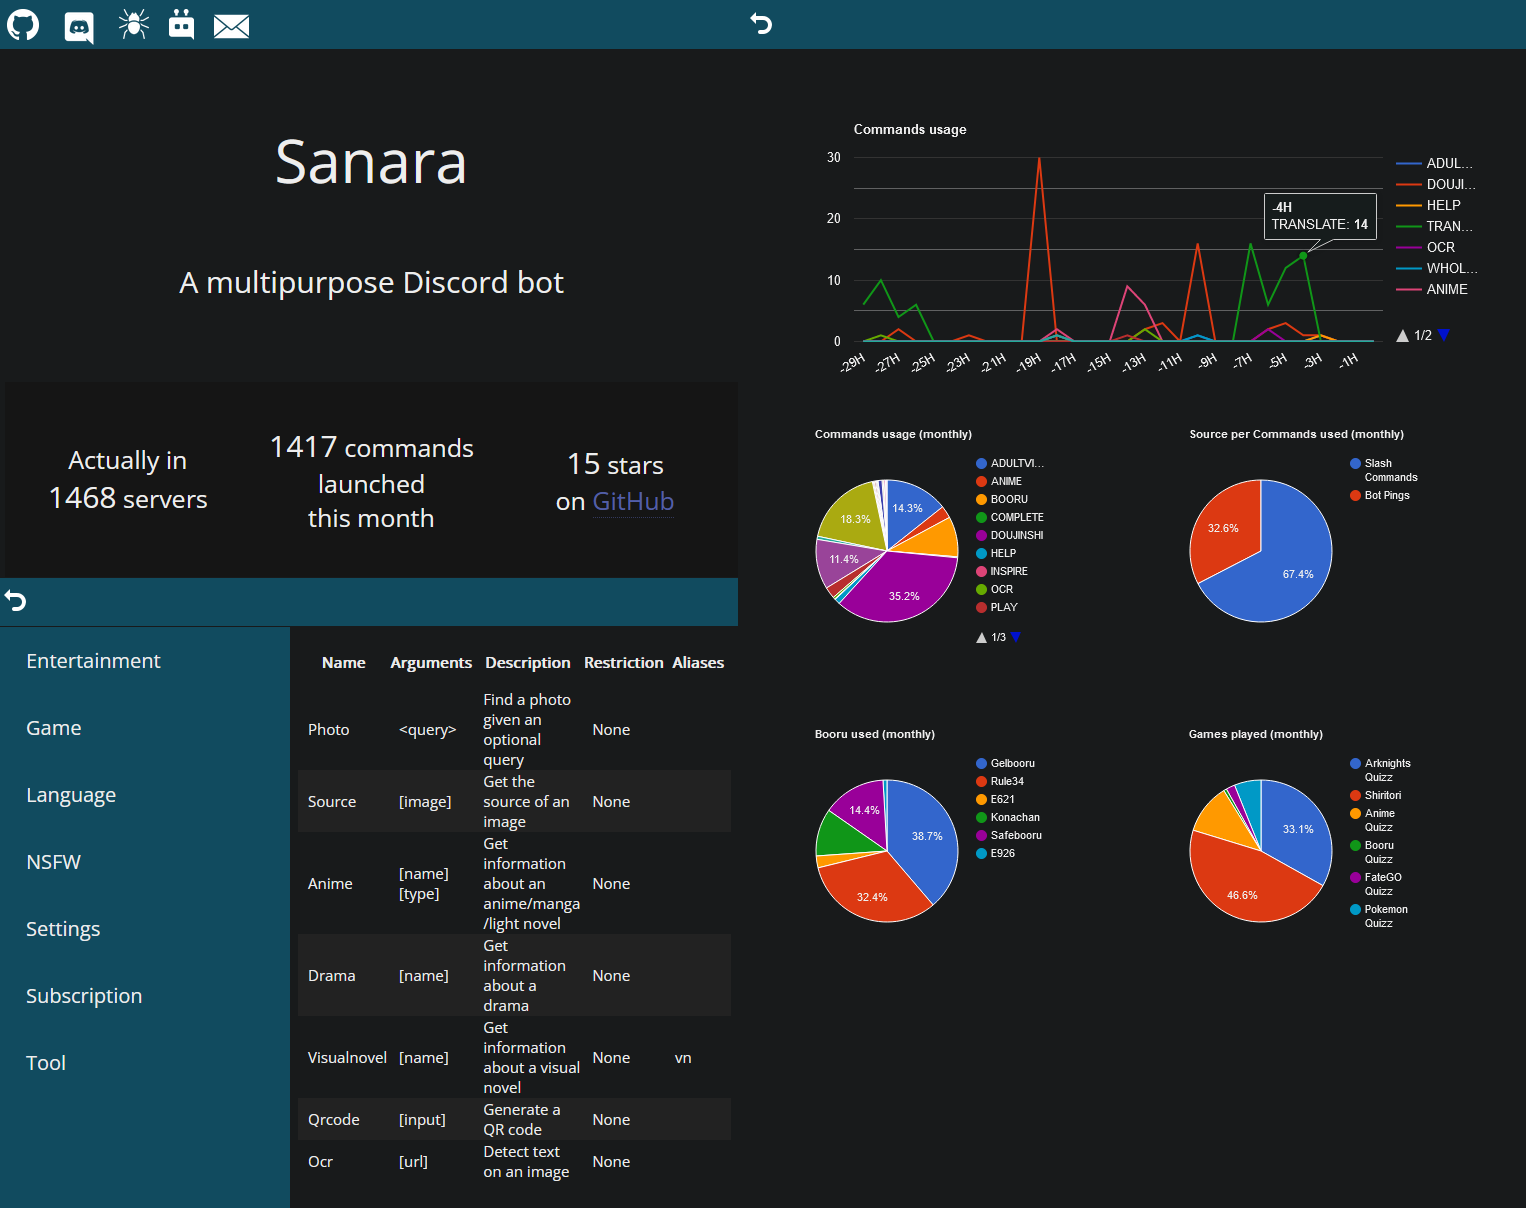 Sanara
A multipurpose Discord bot
Actually in
1468 servers
1417 commands
launched
this month
15 stars
on GitHub
Entertainment
Game
Language
NSFW
Settings
Subscription
Tool
Name Arguments Description Restriction Aliases
Photo <query> Find a photo
given an
optional
query None
Source [image] Get the
source of an
image None
Anime [name]
[type] Get
information
about an
anime/manga
/light novel None
Drama [name] Get
information
about a
drama None
Visualnovel [name] Get
information
about a visual
novel None vn
Qrcode [input] Generate a
QR code None
Ocr [url] Detect text
on an image None
Commands usage
30
20
10
0
-29H -27H -25H -23H -21H -19H -17H -15H -13H -11H -9H -7H -5H -3H -1H
-4H
TRANSLATE: 14
ADUL...
DOUJI...
HELP
TRAN...
OCR
WHOL...
ANIME
1/2
Commands usage (monthly)
14.3%
35.2%
11.4%
18.3%
ADULTVI...
ANIME
BOORU
COMPLETE
DOUJINSHI
HELP
INSPIRE
OCR
PLAY
1/3
Source per Commands used (monthly)
32.6%
67.4%
Slash
Commands
Bot Pings
Booru used (monthly)
14.4%
38.7%
32.4%
Gelbooru
Rule34
E621
Konachan
Safebooru
E926
Games played (monthly)
33.1%
46.6%
Arknights
Quizz
Shiritori
Anime
Quizz
Booru
Quizz
FateGO
Quizz
Pokemon
Quizz